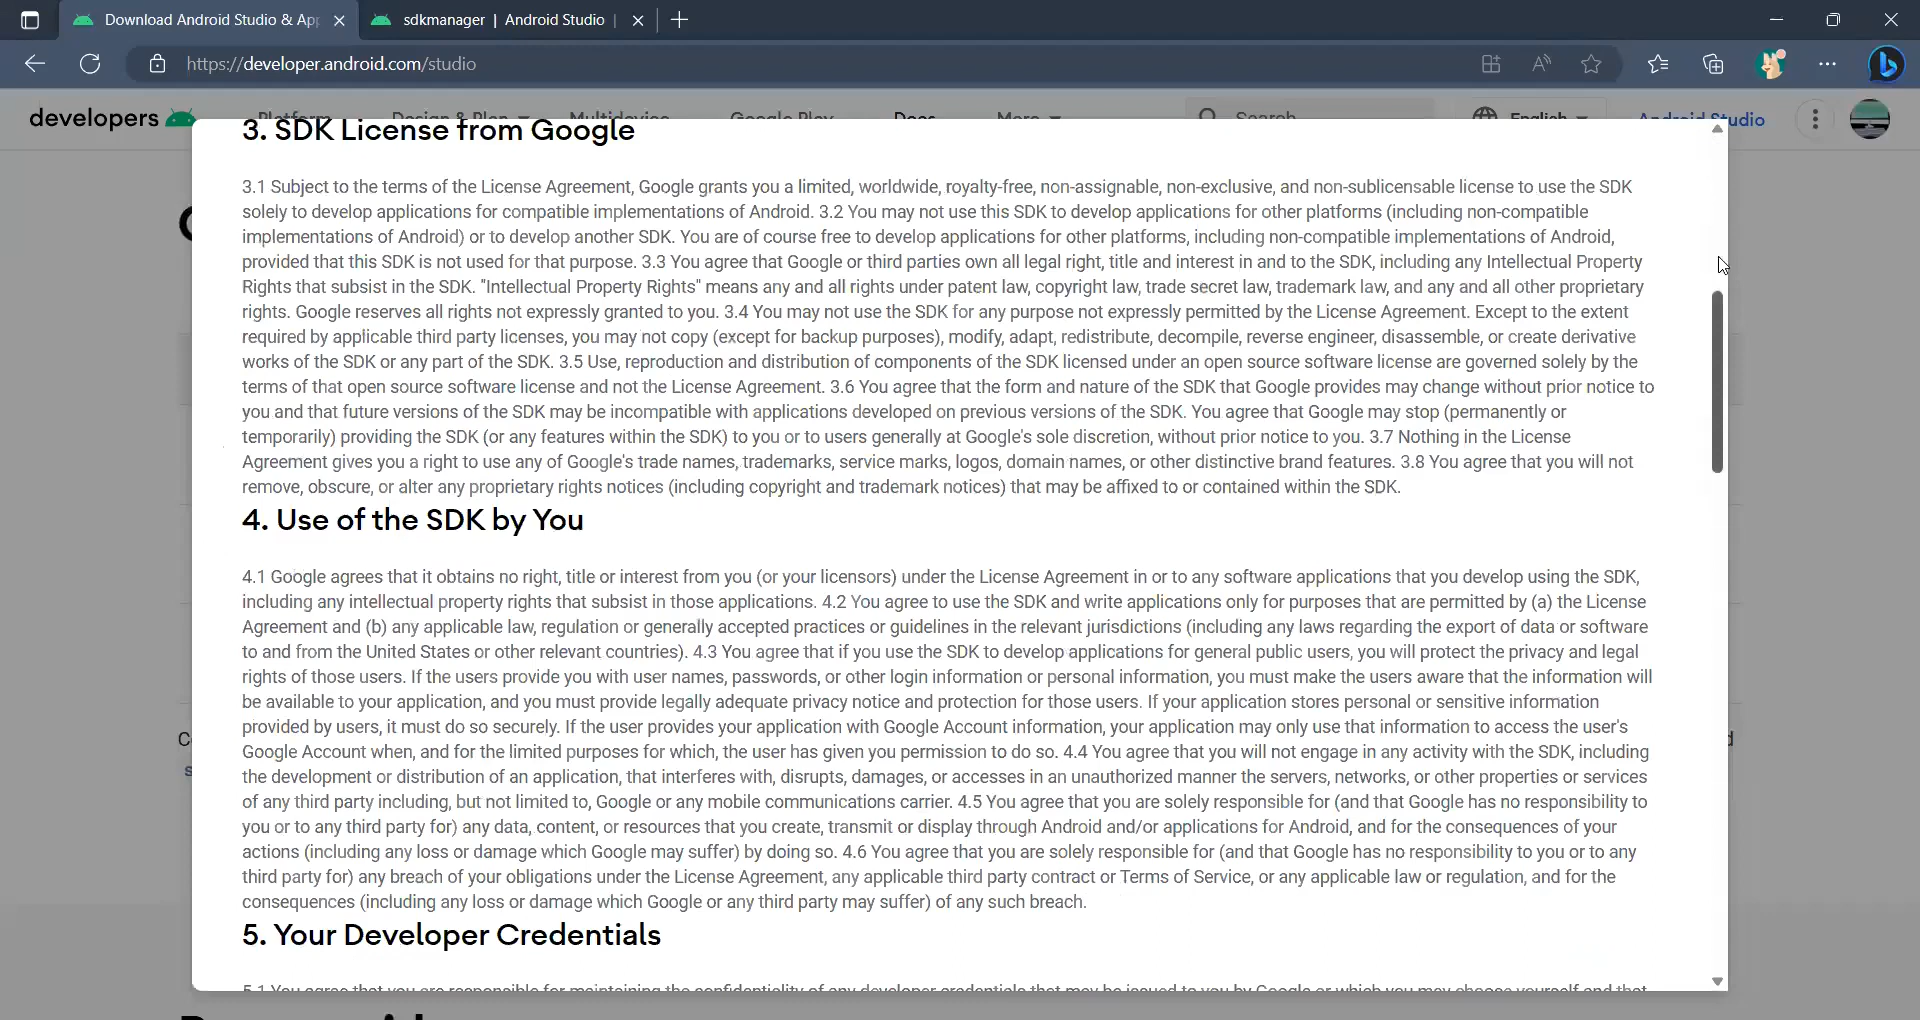 Download Android Studio & Ap
sdkmanager | Android Studio |
https://developer.android.com/studio
developers
Platform Design & Plan Multidevice Google Play Docs More Search English Android Studio
3. SDK License from Google
3.1 Subject to the terms of the License Agreement, Google grants you a limited, worldwide, royalty-free, non-assignable, non-exclusive, and non-sublicensable license to use the SDK
solely to develop applications for compatible implementations of Android. 3.2 You may not use this SDK to develop applications for other platforms (including non-compatible
implementations of Android) or to develop another SDK. You are of course free to develop applications for other platforms, including non-compatible implementations of Android,
provided that this SDK is not used for that purpose. 3.3 You agree that Google or third parties own all legal right, title and interest in and to the SDK, including any Intellectual Property
Rights that subsist in the SDK. "Intellectual Property Rights" means any and all rights under patent law, copyright law, trade secret law, trademark law, and any and all other proprietary
rights. Google reserves all rights not expressly granted to you. 3.4 You may not use the SDK for any purpose not expressly permitted by the License Agreement. Except to the extent
required by applicable third party licenses, you may not copy (except for backup purposes), modify, adapt, redistribute, decompile, reverse engineer, disassemble, or create derivative
works of the SDK or any part of the SDK. 3.5 Use, reproduction and distribution of components of the SDK licensed under an open source software license are governed solely by the
terms of that open source software license and not the License Agreement. 3.6 You agree that the form and nature of the SDK that Google provides may change without prior notice to
you and that future versions of the SDK may be incompatible with applications developed on previous versions of the SDK. You agree that Google may stop (permanently or
temporarily) providing the SDK (or any features within the SDK) to you or to users generally at Google's sole discretion, without prior notice to you. 3.7 Nothing in the License
Agreement gives you a right to use any of Google's trade names, trademarks, service marks, logos, domain names, or other distinctive brand features. 3.8 You agree that you will not
remove, obscure, or alter any proprietary rights notices (including copyright and trademark notices) that may be affixed to or contained within the SDK.
4. Use of the SDK by You
4.1 Google agrees that it obtains no right, title or interest from you (or your licensors) under the License Agreement in or to any software applications that you develop using the SDK,
including any intellectual property rights that subsist in those applications. 4.2 You agree to use the SDK and write applications only for purposes that are permitted by (a) the License
Agreement and (b) any applicable law, regulation or generally accepted practices or guidelines in the relevant jurisdictions (including any laws regarding the export of data or software
to and from the United States or other relevant countries). 4.3 You agree that if you use the SDK to develop applications for general public users, you will protect the privacy and legal
rights of those users. If the users provide you with user names, passwords, or other login information or personal information, you must make the users aware that the information will
be available to your application, and you must provide legally adequate privacy notice and protection for those users. If your application stores personal or sensitive information
provided by users, it must do so securely. If the user provides your application with Google Account information, your application may only use that information to access the user's
Google Account when, and for the limited purposes for which, the user has given you permission to do so. 4.4 You agree that you will not engage in any activity with the SDK, including
the development or distribution of an application, that interferes with, disrupts, damages, or accesses in an unauthorized manner the servers, networks, or other properties or services
of any third party including, but not limited to, Google or any mobile communications carrier. 4.5 You agree that you are solely responsible for (and that Google has no responsibility to
you or to any third party for) any data, content, or resources that you create, transmit or display through Android and/or applications for Android, and for the consequences of your
actions (including any loss or damage which Google may suffer) by doing so. 4.6 You agree that you are solely responsible for (and that Google has no responsibility to you or to any
third party for) any breach of your obligations under the License Agreement, any applicable third party contract or Terms of Service, or any applicable law or regulation, and for the
consequences (including any loss or damage which Google or any third party may suffer) of any such breach.
5. Your Developer Credentials
5.1 You agree that you are responsible for maintaining the confidentiality of any developer credentials that may be issued to you by Google or which you may choose yourself and that